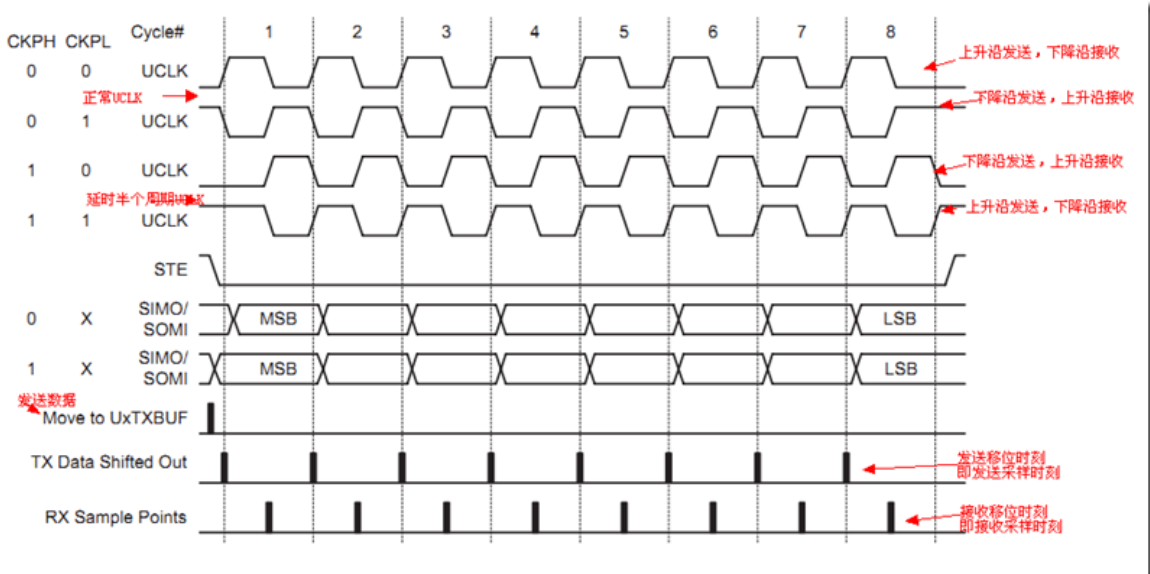 CKPH CKPL Cycle# 1 2 3 4 5 6 7 8
0 0 UCLK 上升沿发送，下降沿接收
正常UCLK 下降沿发送，上升沿接收
0 1 UCLK
1 0 UCLK 下降沿发送，上升沿接收
延时半个周期UCLK
1 1 UCLK 上升沿发送，下降沿接收
STE
0 X SIMO/
SOMI MSB LSB
1 X SIMO/
SOMI MSB LSB
发送数据
Move to UxTXBUF
TX Data Shifted Out 发送移位时刻
即发送采样时刻
RX Sample Points 接收移位时刻
即接收采样时刻